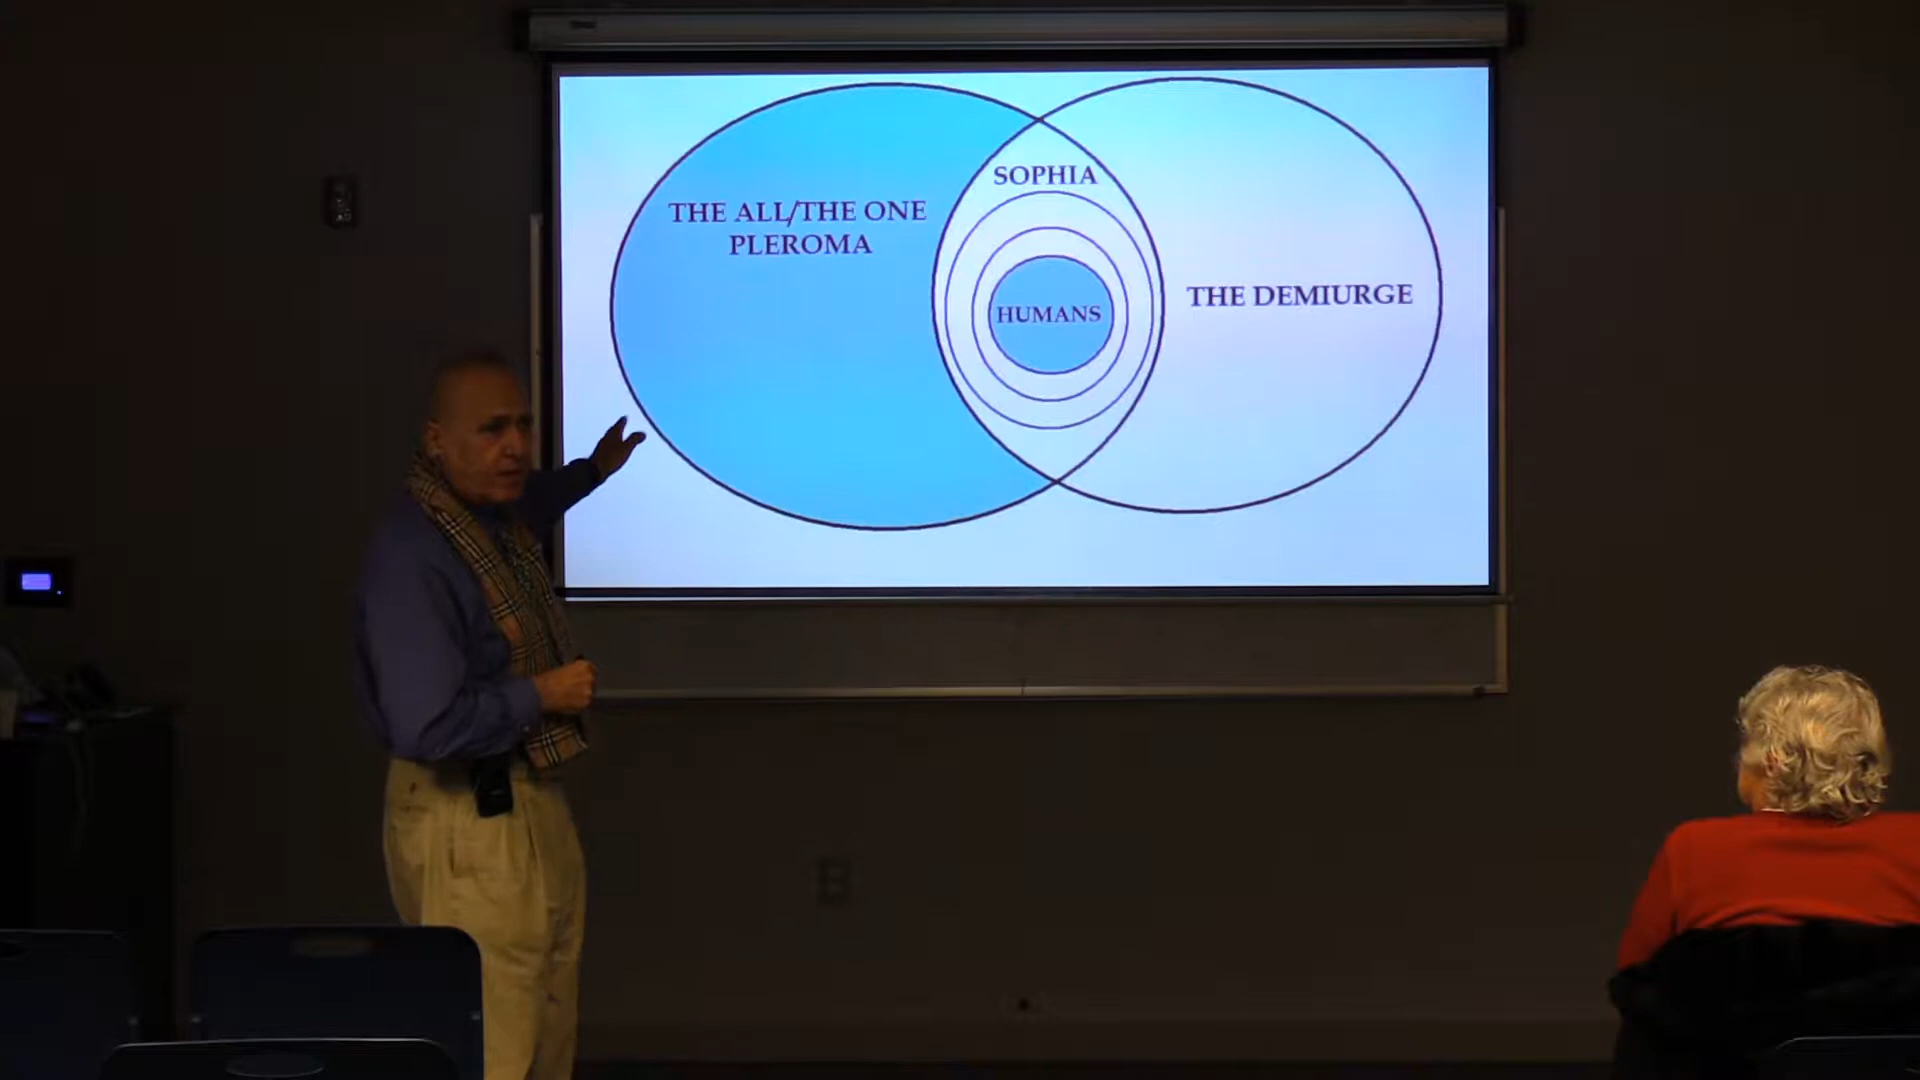 SOPHIA
THE ALL/THE ONE
PLEROMA
THE DEMIURGE
HUMANS